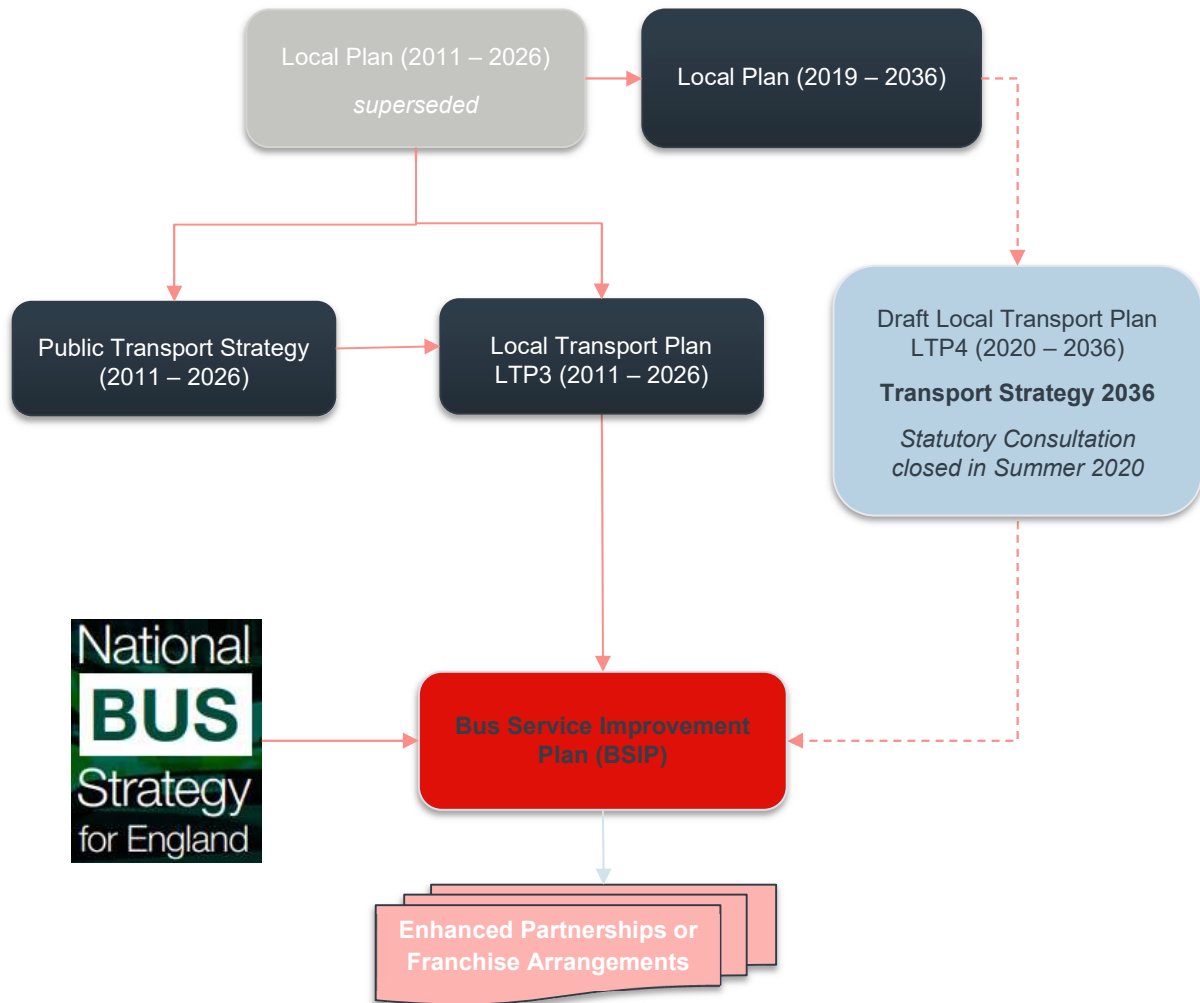 Local Plan (2011 – 2026)
superseded
Local Plan (2019 – 2036)
Public Transport Strategy
(2011 – 2026)
Local Transport Plan
LTP3 (2011 – 2026)
Draft Local Transport Plan
LTP4 (2020 – 2036)
Transport Strategy 2036
Statutory Consultation
closed in Summer 2020
National
BUS
Strategy
for England
Bus Service Improvement
Plan (BSIP)
Enhanced Partnerships or
Franchise Arrangements